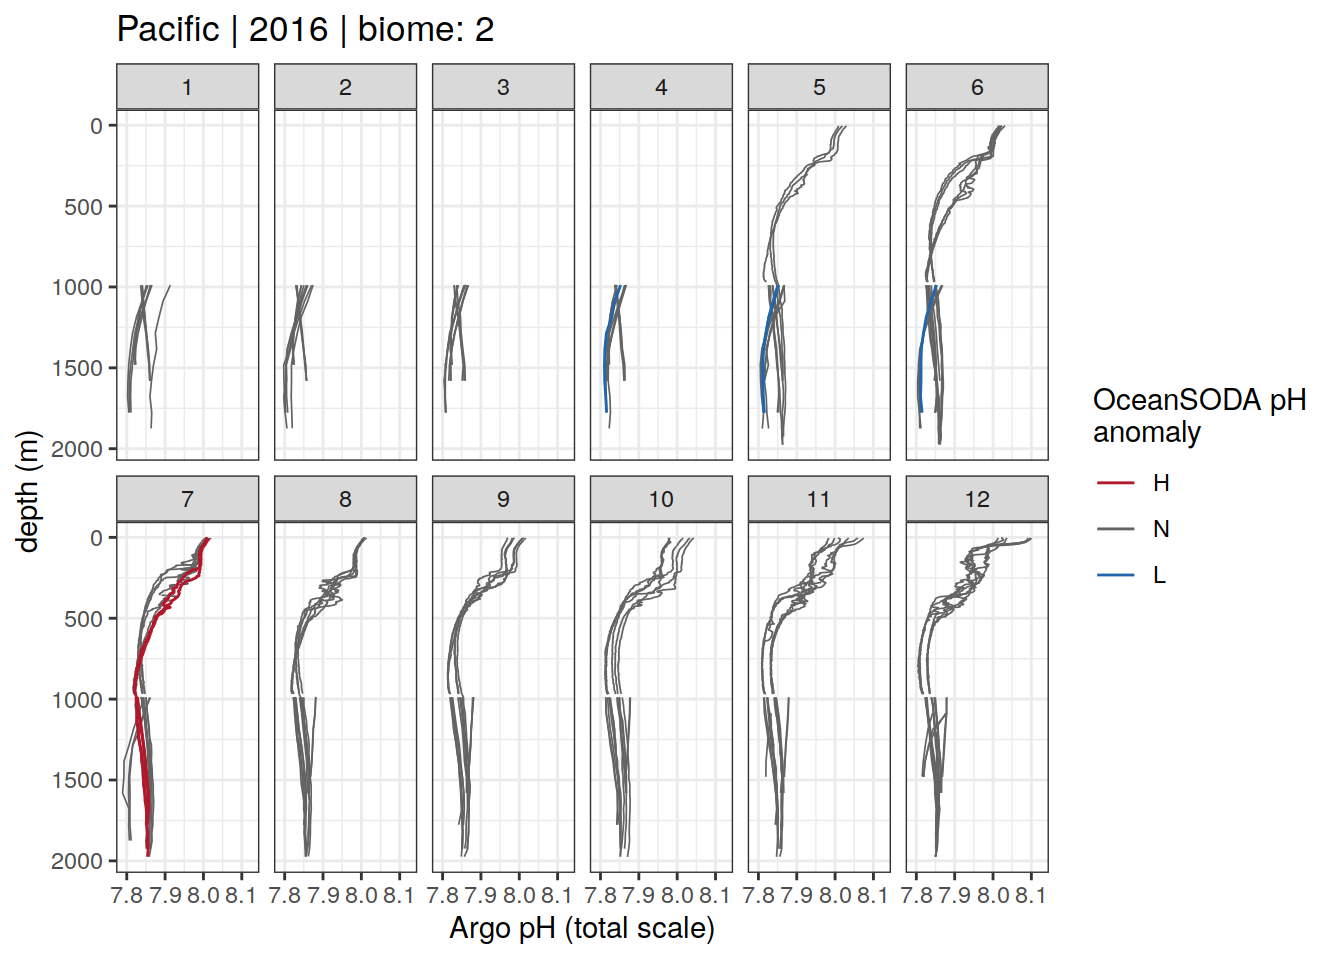 Pacific | 2016 | biome: 2
1 2 3 4 5 6
0
500
1000
1500
2000
7 8 9 10 11 12
0
500
1000
1500
2000
7.8 7.9 8.0 8.1 7.8 7.9 8.0 8.1 7.8 7.9 8.0 8.1 7.8 7.9 8.0 8.1 7.8 7.9 8.0 8.1 7.8 7.9 8.0 8.1
Argo pH (total scale)
depth (m)
OceanSODA pH
anomaly
H
N
L